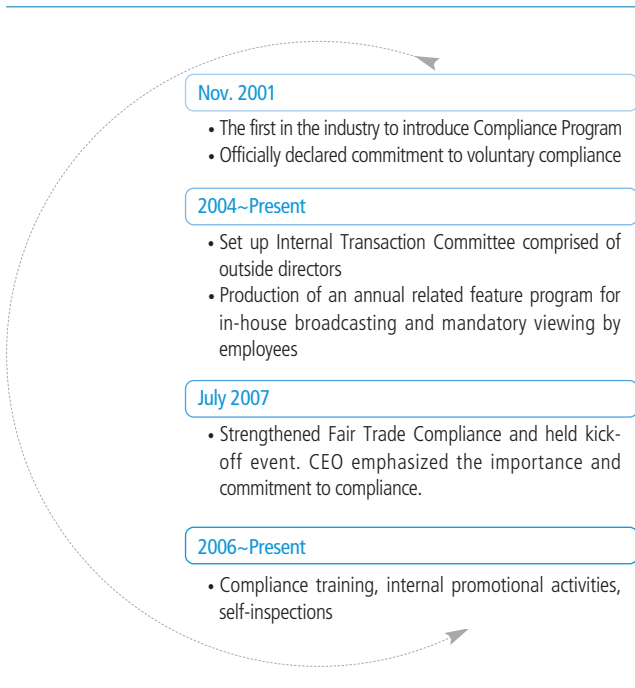 Nov. 2001
• The first in the industry to introduce Compliance Program
• Officially declared commitment to voluntary compliance
2004~Present
• Set up Internal Transaction Committee comprised of
outside directors
• Production of an annual related feature program for
in-house broadcasting and mandatory viewing by
employees
July 2007
• Strengthened Fair Trade Compliance and held kick-
off event. CEO emphasized the importance and
commitment to compliance.
2006~Present
• Compliance training, internal promotional activities,
self-inspections